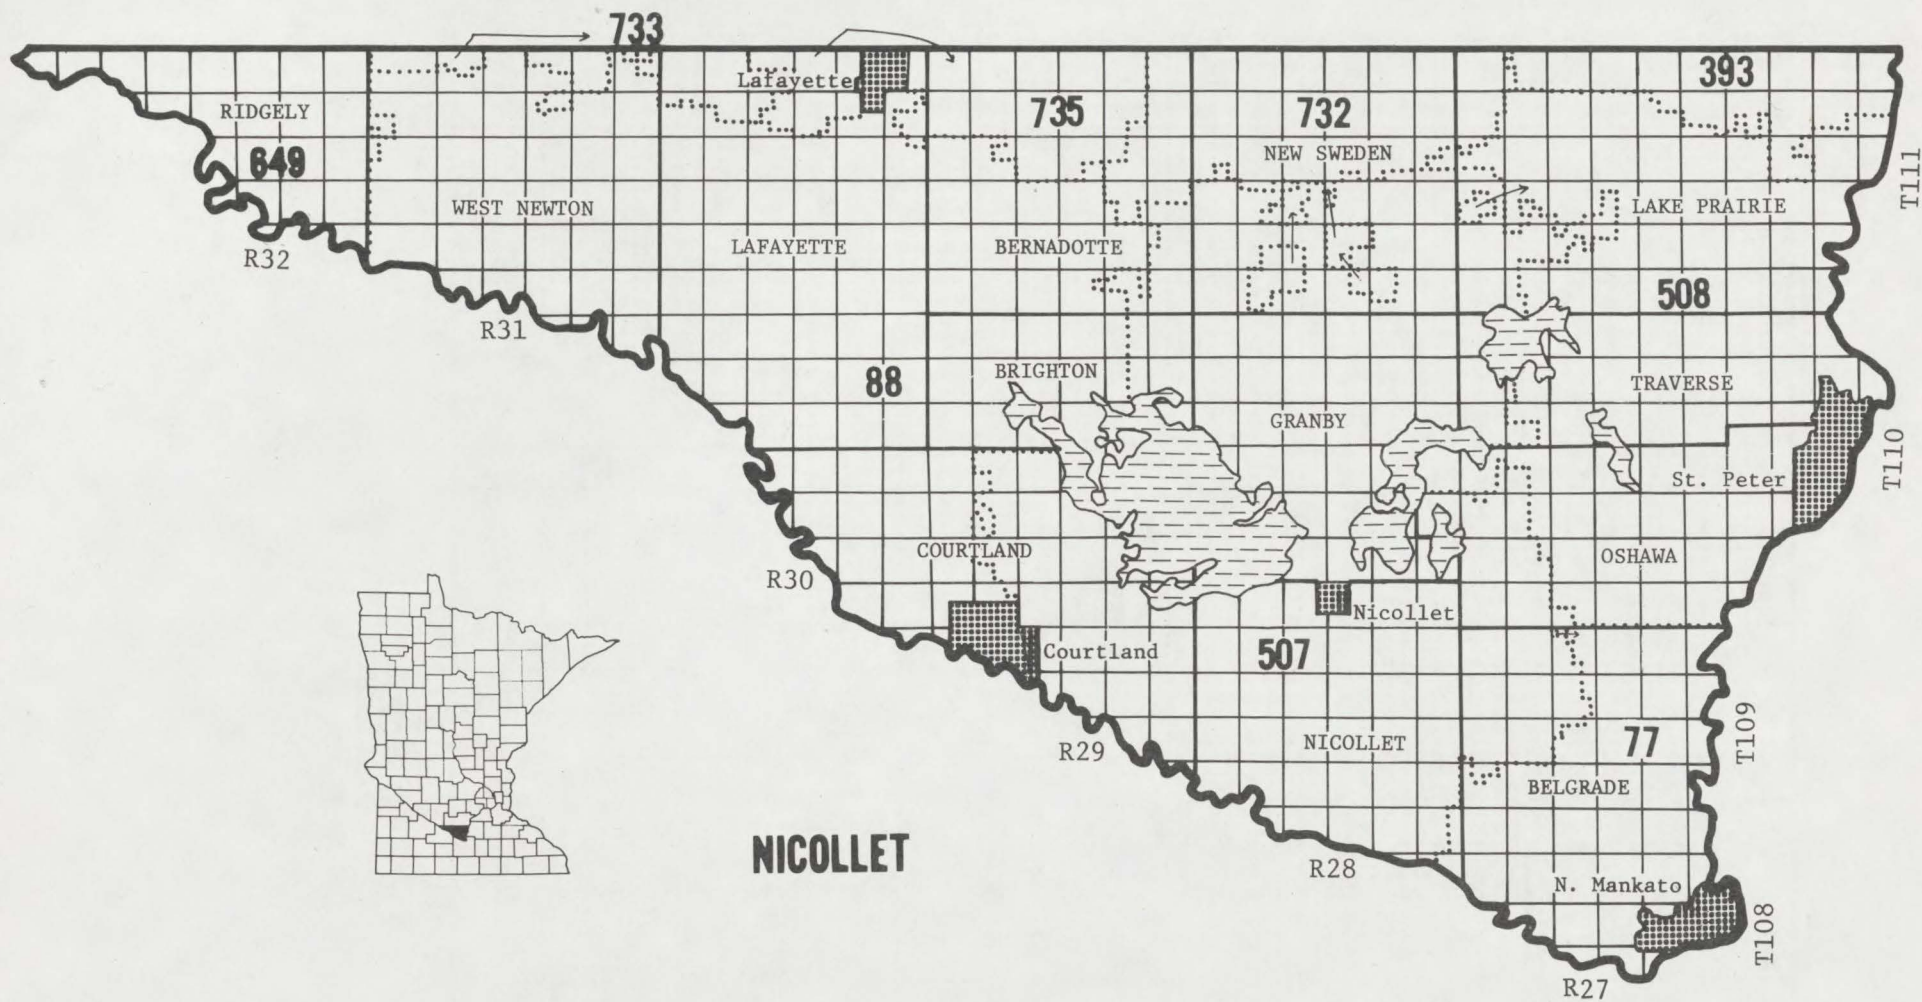 733
393
Lafayette
RIDGELY
735
732
649
NEW SWEDEN
T111
WEST NEWTON
LAKE PRAIRIE
LAFAYETTE
BERNADOTTE
R32
508
R31
BRIGHTON
88
TRAVERSE
GRANBY
T110
St. Peter
COURTLAND
OSHAWA
R30
Nicollet
Courtland
507
T109
R29
NICOLLET
77
BELGRADE
NICOLLET
R28
N. Mankato
T108
R27